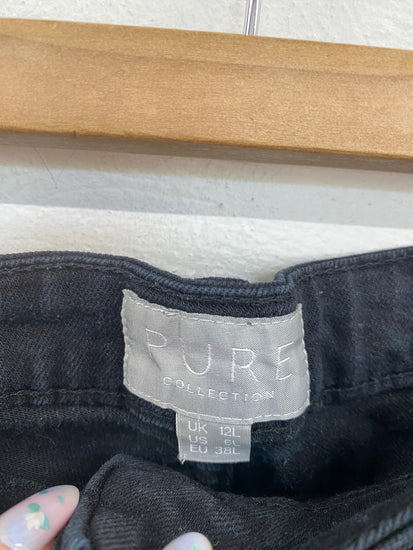 PURE
COLLECTION
UK 12L
US 8L
EU 38L